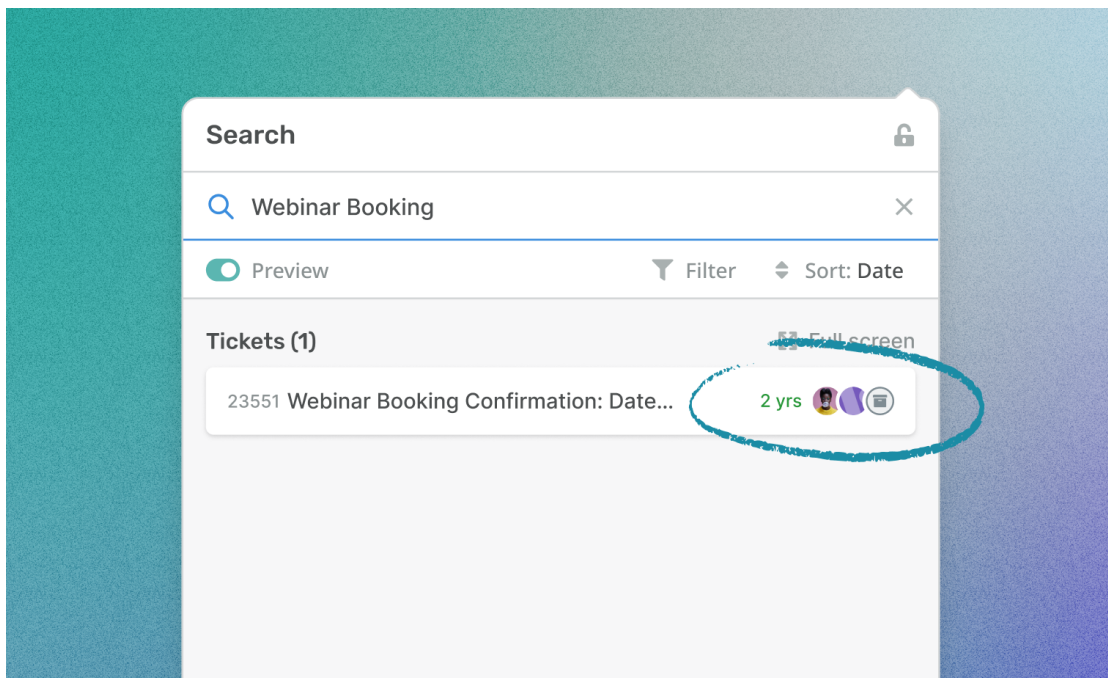 Search
Webinar Booking
Preview Filter Sort: Date
Tickets (1) Full screen
23551 Webinar Booking Confirmation: Date... 2 yrs